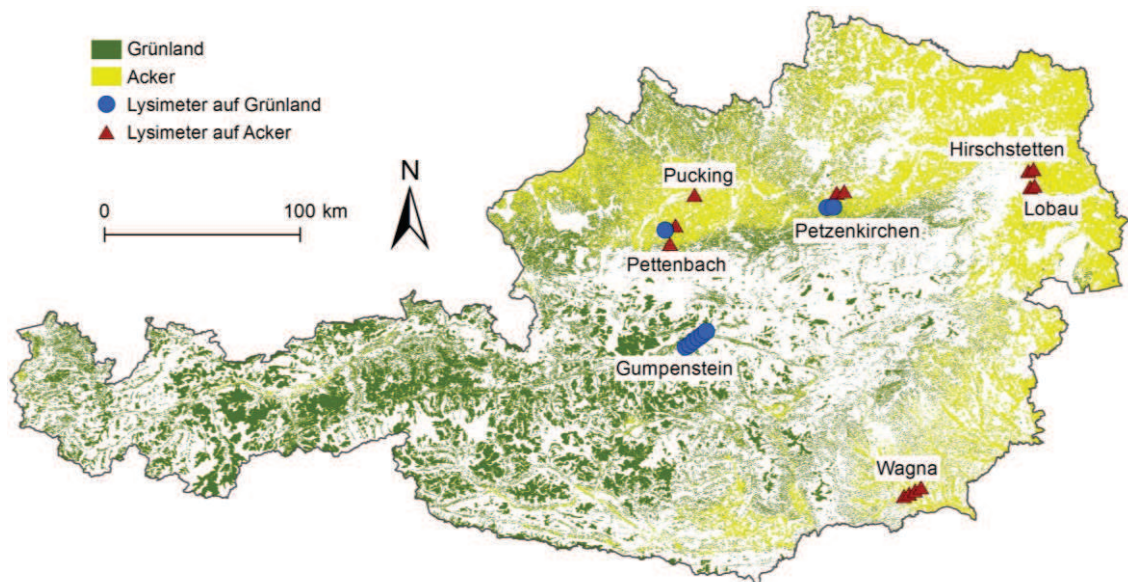 Grünland
Acker
Lysimeter auf Grünland
Lysimeter auf Acker
N
0 100 km
Hirschstetten
Pucking
Lobau
Petzenkirchen
Pettenbach
Gumpenstein
Wagna